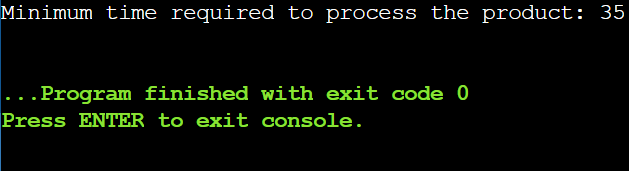 Minimum time required to process the product: 35
...Program finished with exit code 0
Press ENTER to exit console.